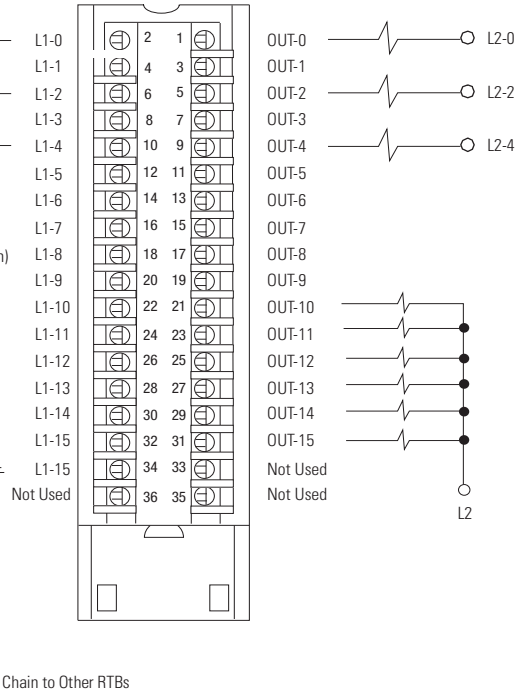 L1-0 2 1 OUT-0 L2-0
L1-1 4 3 OUT-1
L1-2 6 5 OUT-2 L2-2
L1-3 8 7 OUT-3
L1-4 10 9 OUT-4 L2-4
L1-5 12 11 OUT-5
L1-6 14 13 OUT-6
L1-7 16 15 OUT-7
L1-8 18 17 OUT-8
L1-9 20 19 OUT-9
L1-10 22 21 OUT-10
L1-11 24 23 OUT-11
L1-12 26 25 OUT-12
L1-13 28 27 OUT-13
L1-14 30 29 OUT-14
L1-15 32 31 OUT-15
L1-15 34 33 Not Used
Not Used 36 35 Not Used
L2
Chain to Other RTBs